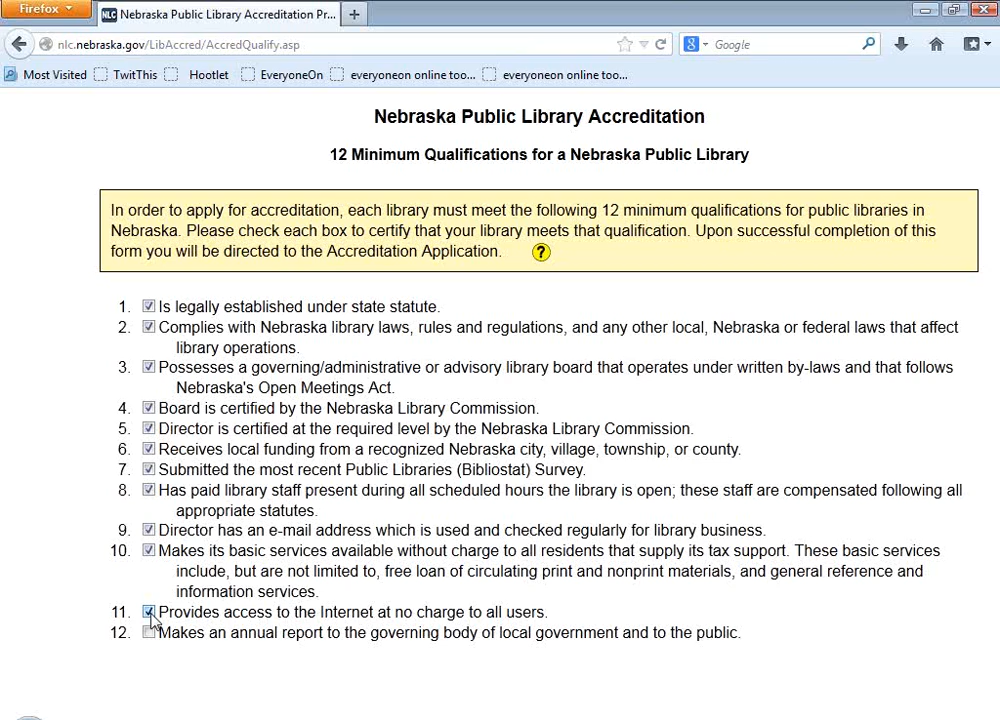 Firefox
NLC Nebraska Public Library Accreditation Pr... +
nlc.nebraska.gov/LibAccred/AccredQualify.asp
8 Google
Most Visited TwitThis Hootlet EveryoneOn everyoneon online too... everyoneon online too...
Nebraska Public Library Accreditation
12 Minimum Qualifications for a Nebraska Public Library
In order to apply for accreditation, each library must meet the following 12 minimum qualifications for public libraries in
Nebraska. Please check each box to certify that your library meets that qualification. Upon successful completion of this
form you will be directed to the Accreditation Application. ?
1. Is legally established under state statute.
2. Complies with Nebraska library laws, rules and regulations, and any other local, Nebraska or federal laws that affect
library operations.
3. Possesses a governing/administrative or advisory library board that operates under written by-laws and that follows
Nebraska's Open Meetings Act.
4. Board is certified by the Nebraska Library Commission.
5. Director is certified at the required level by the Nebraska Library Commission.
6. Receives local funding from a recognized Nebraska city, village, township, or county.
7. Submitted the most recent Public Libraries (Bibliostat) Survey.
8. Has paid library staff present during all scheduled hours the library is open; these staff are compensated following all
appropriate statutes.
9. Director has an e-mail address which is used and checked regularly for library business.
10. Makes its basic services available without charge to all residents that supply its tax support. These basic services
include, but are not limited to, free loan of circulating print and nonprint materials, and general reference and
information services.
11. Provides access to the Internet at no charge to all users.
12. Makes an annual report to the governing body of local government and to the public.